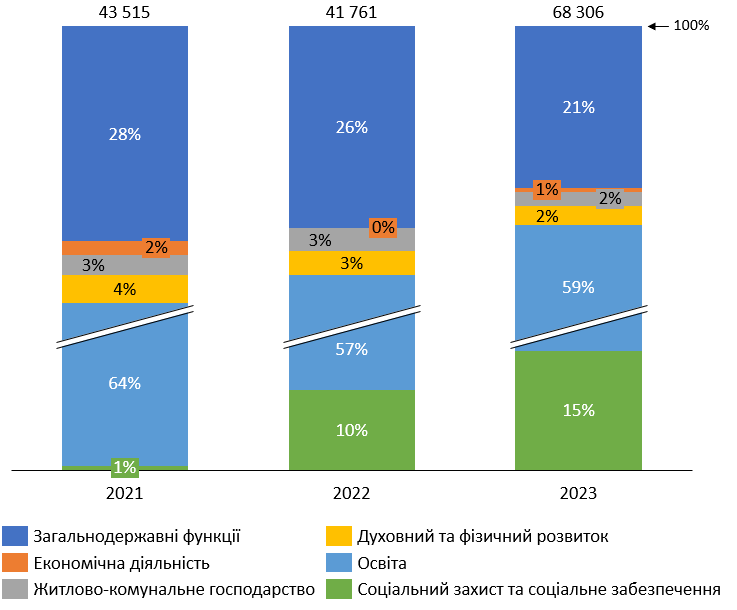 43 515 41 761 68 306
100%
28% 26% 21%
2% 0% 1%
3% 3% 2%
4% 3% 2%
64% 57% 59%
1% 10% 15%
2021 2022 2023
Загальнодержавні функції Духовний та фізичний розвиток
Економічна діяльність Освіта
Житлово-комунальне господарство Соціальний захист та соціальне забезпечення